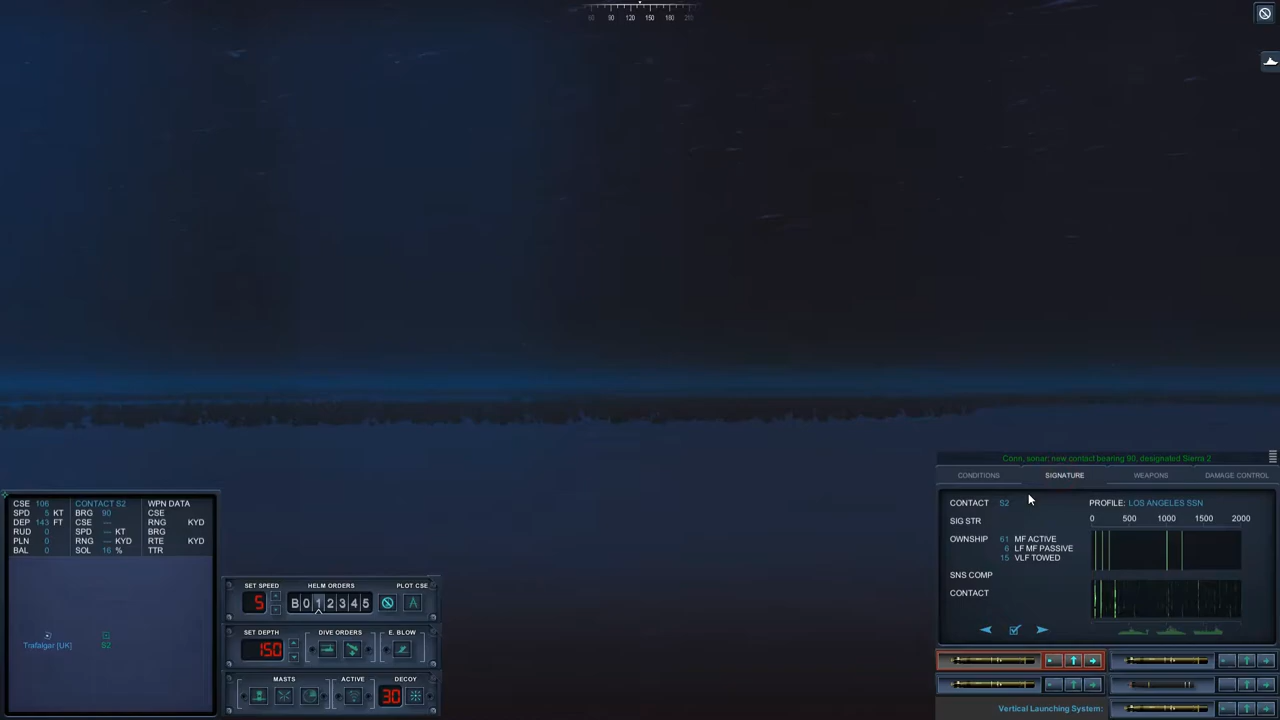 60 90 120 150 180 210
Conn, sonar: new contact bearing 90, designated Sierra 2
CONDITIONS SIGNATURE WEAPONS DAMAGE CONTROL
CONTACT S2 PROFILE: LOS ANGELES SSN
SIG STR 0 500 1000 1500 2000
OWNSHIP 61 MF ACTIVE
6 LF MF PASSIVE
15 VLF TOWED
SNS COMP
CONTACT
Vertical Launching System:
CSE 106 CONTACT S2 WPN DATA
SPD 5 KT BRG 90 CSE
DEP 143 FT CSE --- RNG KYD
RUD 0 SPD --- KT BRG
PLN 0 RNG --- KYD RTE KYD
BAL 0 SOL 16 % TTR
Trafalgar [UK] S2
SET SPEED HELM ORDERS PLOT CSE
5 B 0 1 2 3 4 5
SET DEPTH DIVE ORDERS E. BLOW
150
MASTS ACTIVE DECOY
30